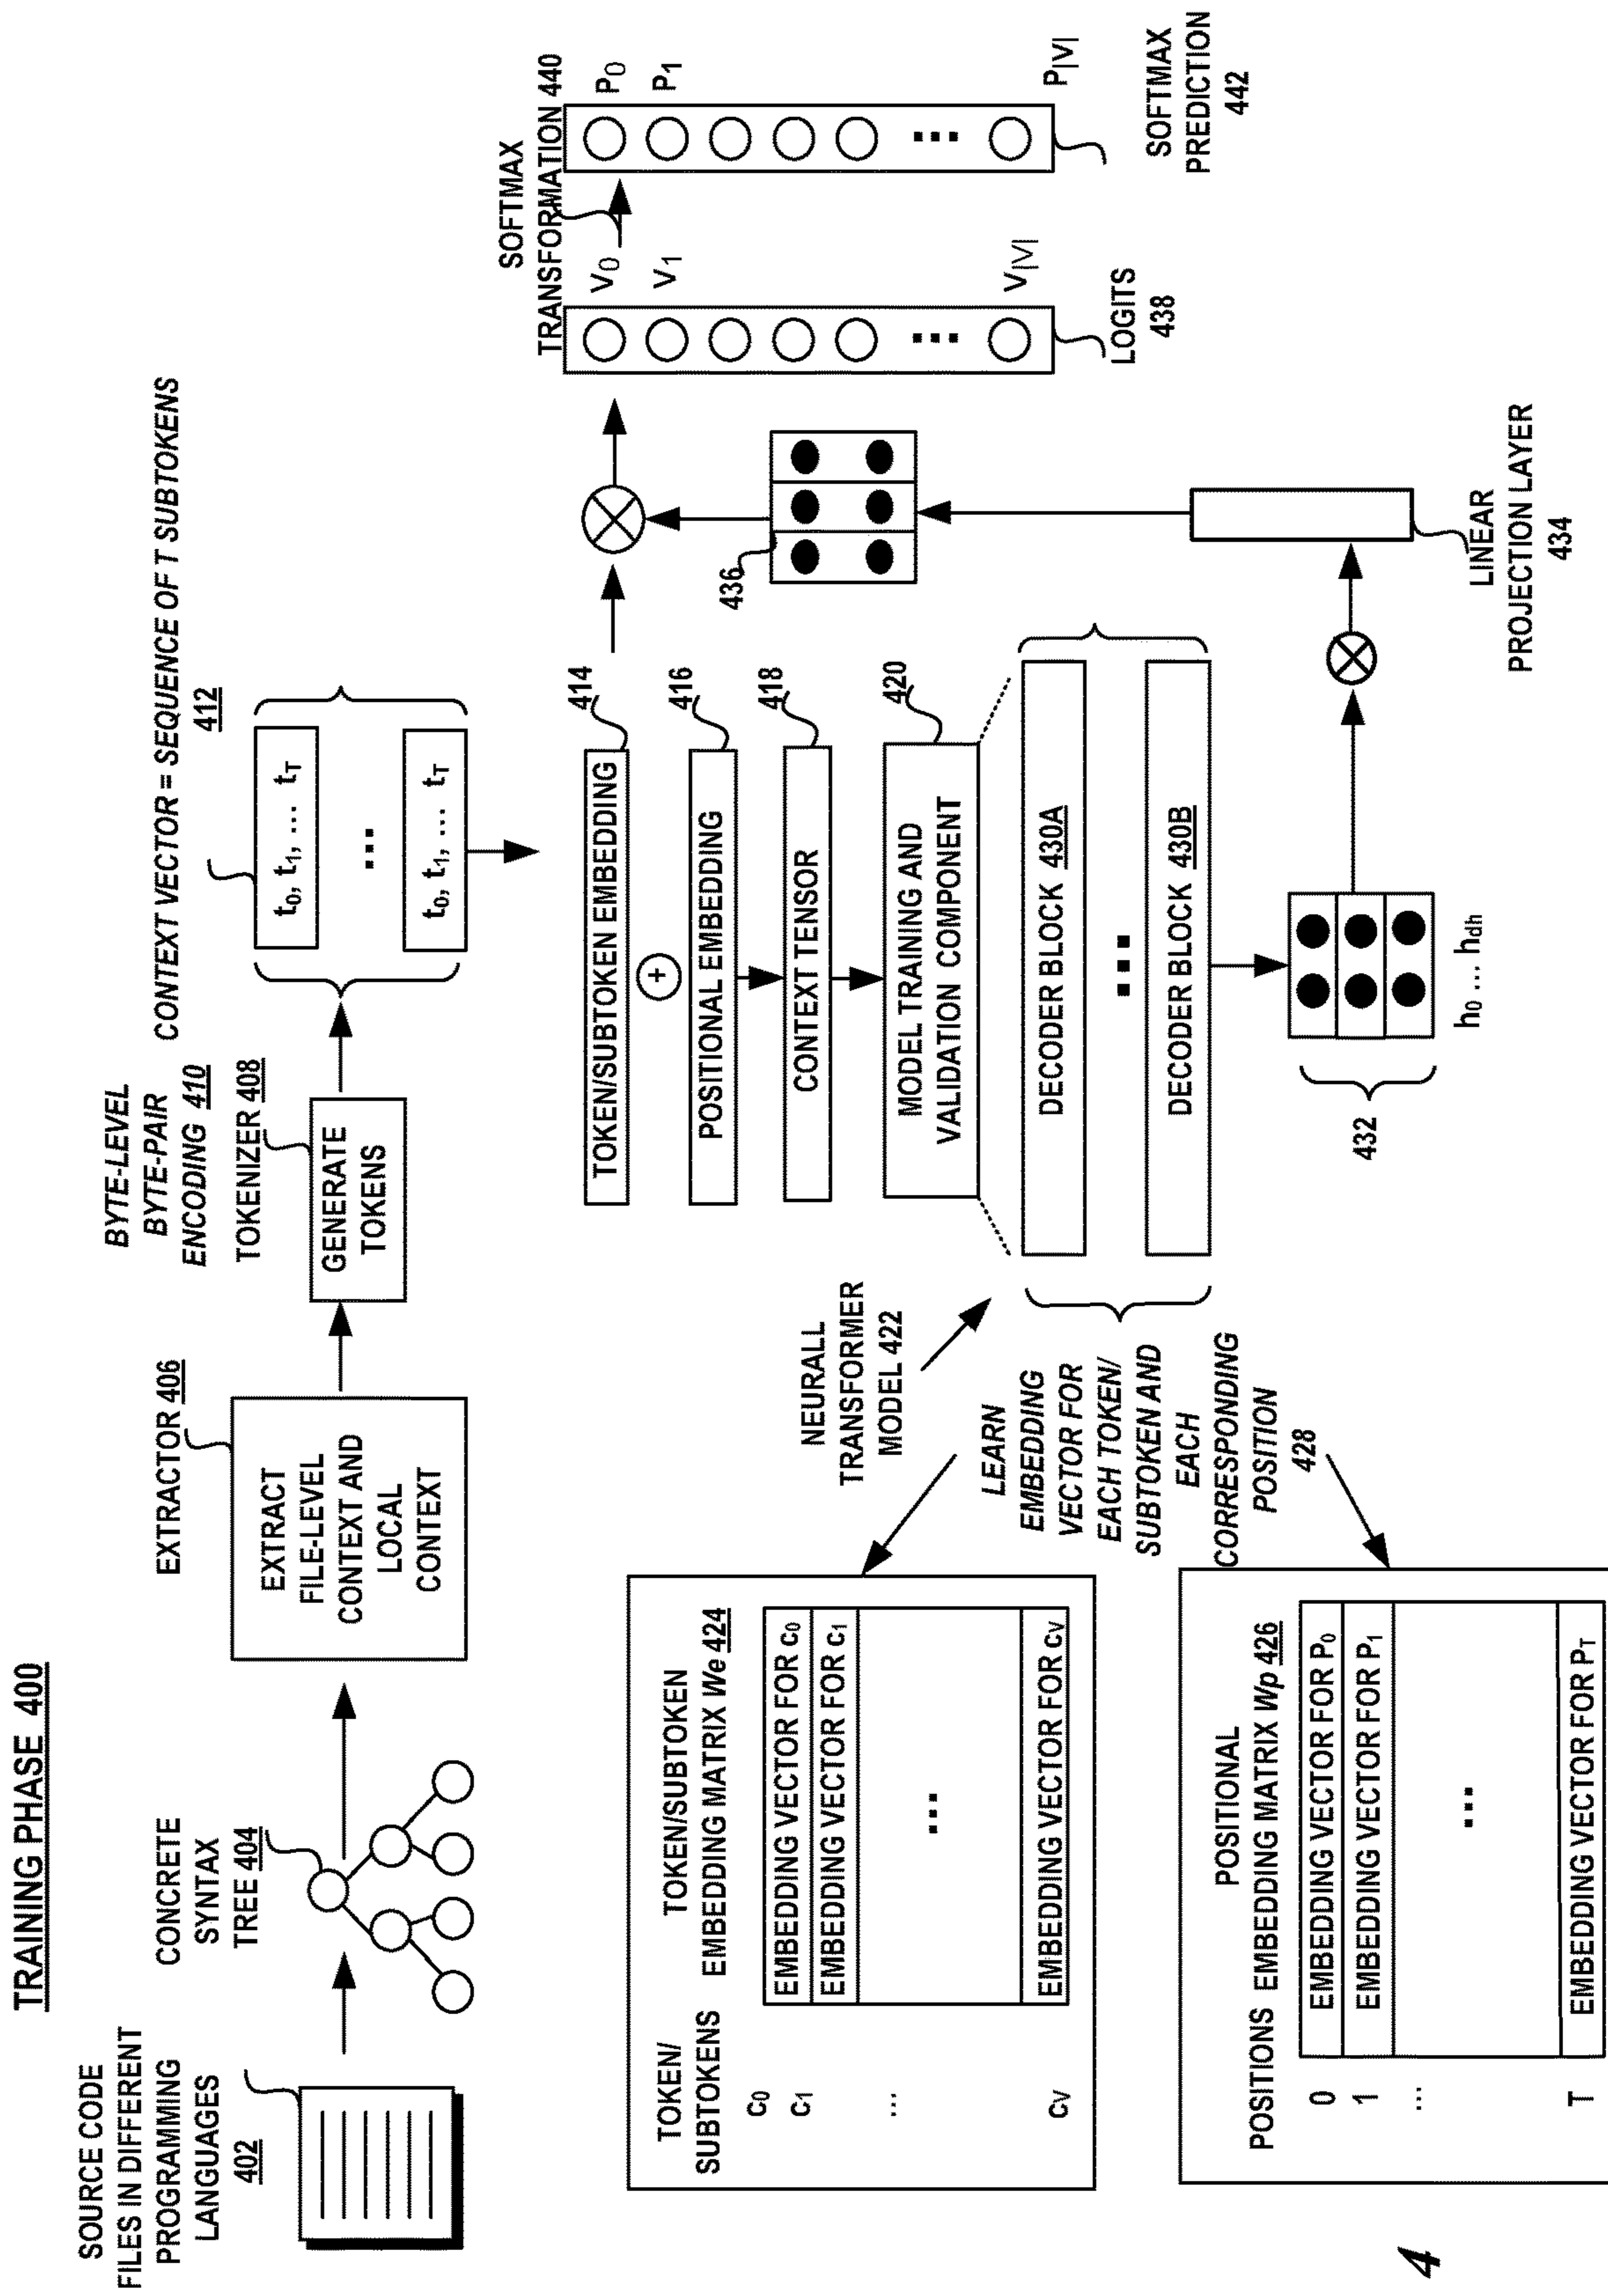 TRAINING PHASE 400
SOURCE CODE
FILES IN DIFFERENT
PROGRAMMING
LANGUAGES
402
CONCRETE
SYNTAX
TREE 404
EXTRACTOR 406
EXTRACT
FILE-LEVEL
CONTEXT AND
LOCAL
CONTEXT
BYTE-LEVEL
BYTE-PAIR
ENCODING 410
TOKENIZER 408
GENERATE
TOKENS
CONTEXT VECTOR = SEQUENCE OF T SUBTOKENS
412
t0, t1, ... tT
...
t0, t1, ... tT
TOKEN/SUBTOKEN EMBEDDING
414
+
POSITIONAL EMBEDDING
416
CONTEXT TENSOR
418
MODEL TRAINING AND
VALIDATION COMPONENT
420
NEURALL
TRANSFORMER
MODEL 422
DECODER BLOCK 430A
...
DECODER BLOCK 430B
LEARN
EMBEDDING
VECTOR FOR
EACH TOKEN/
SUBTOKEN AND
EACH
CORRESPONDING
POSITION
428
TOKEN/
SUBTOKENS
TOKEN/SUBTOKEN
EMBEDDING MATRIX We 424
c0
EMBEDDING VECTOR FOR c0
c1
EMBEDDING VECTOR FOR c1
...
...
cV
EMBEDDING VECTOR FOR cV
POSITIONAL
POSITIONS EMBEDDING MATRIX Wp 426
0
EMBEDDING VECTOR FOR P0
1
EMBEDDING VECTOR FOR P1
...
...
T
EMBEDDING VECTOR FOR PT
432
h0 ... hdh
LINEAR
PROJECTION LAYER
434
436
SOFTMAX
TRANSFORMATION 440
V0
V1
...
V|V|
LOGITS
438
P0
P1
...
P|V|
SOFTMAX
PREDICTION
442
4